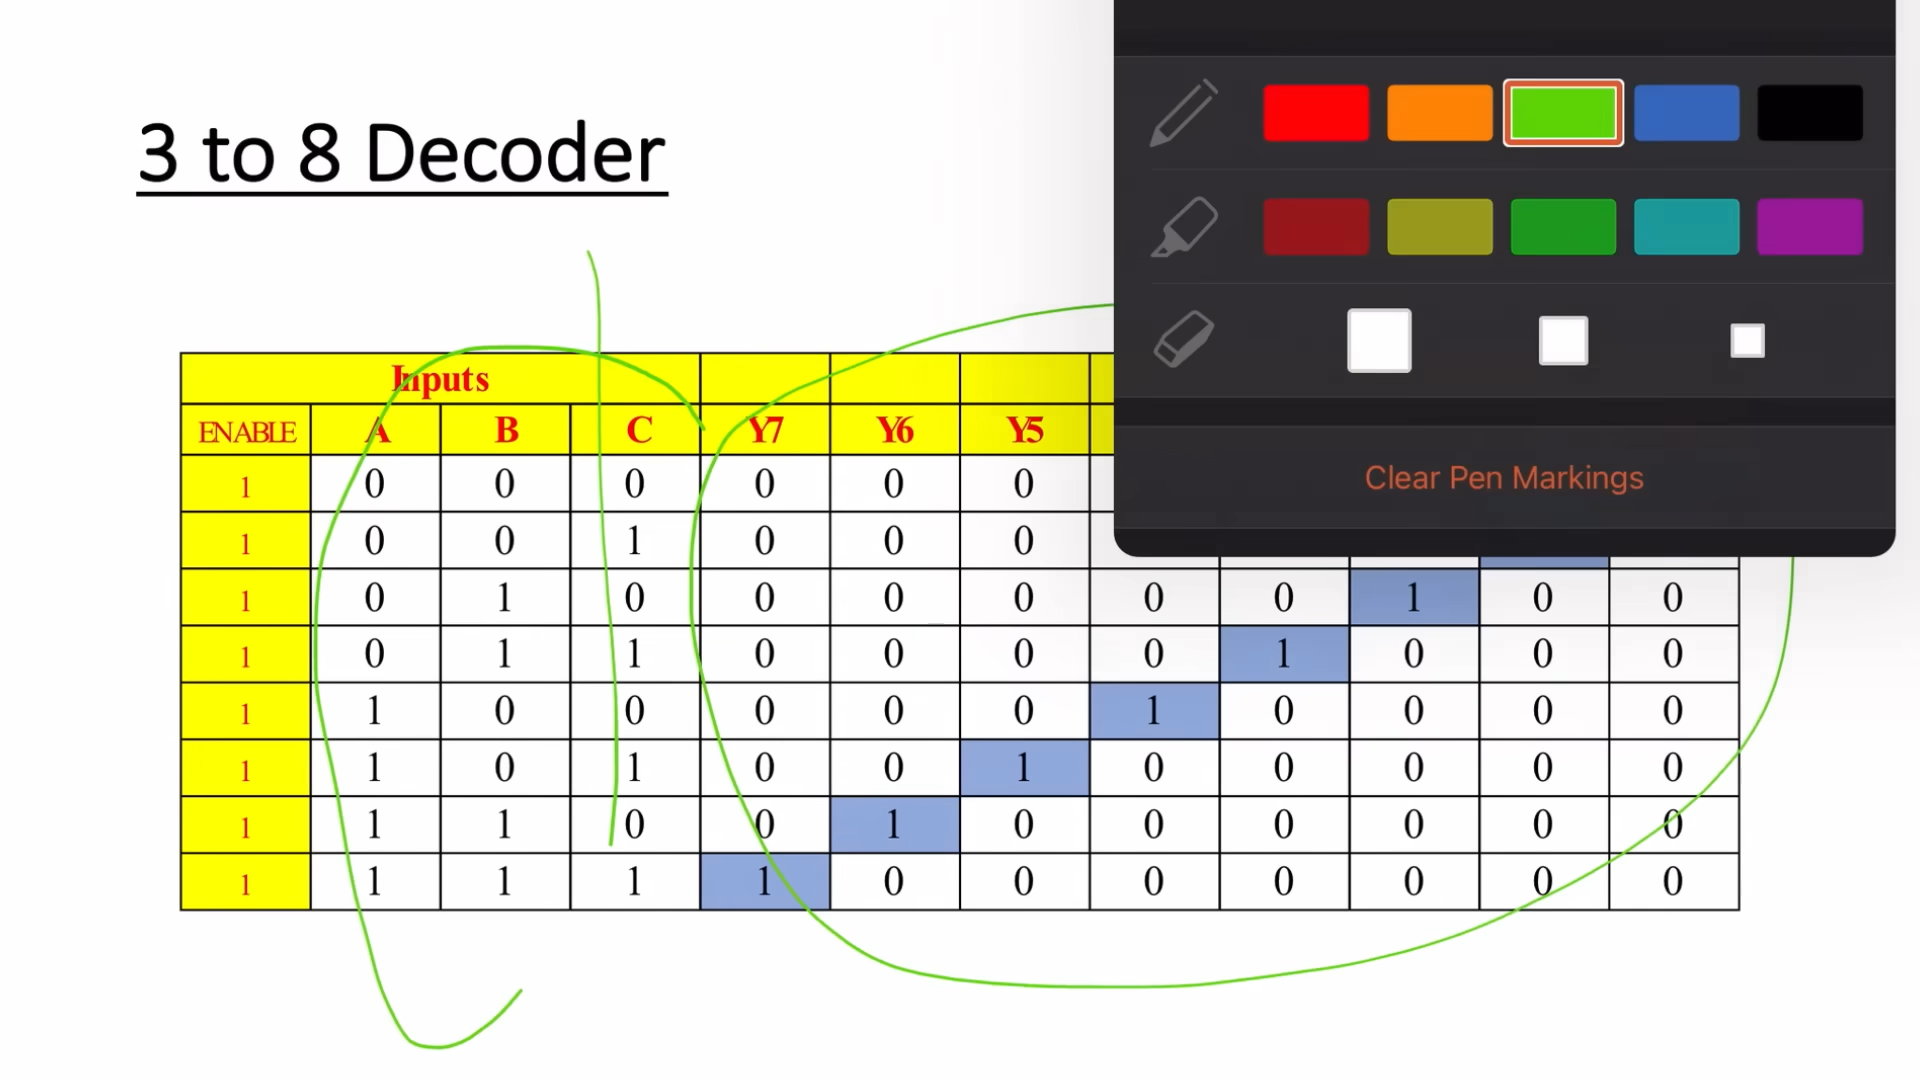 3 to 8 Decoder
Inputs
ENABLE A B C Y7 Y6 Y5
1 0 0 0 0 0 0
1 0 0 1 0 0 0
1 0 1 0 0 0 0 0 0 1 0 0
1 0 1 1 0 0 0 0 1 0 0 0
1 1 0 0 0 0 0 1 0 0 0 0
1 1 0 1 0 0 1 0 0 0 0 0
1 1 1 0 0 1 0 0 0 0 0 0
1 1 1 1 1 0 0 0 0 0 0 0
Clear Pen Markings